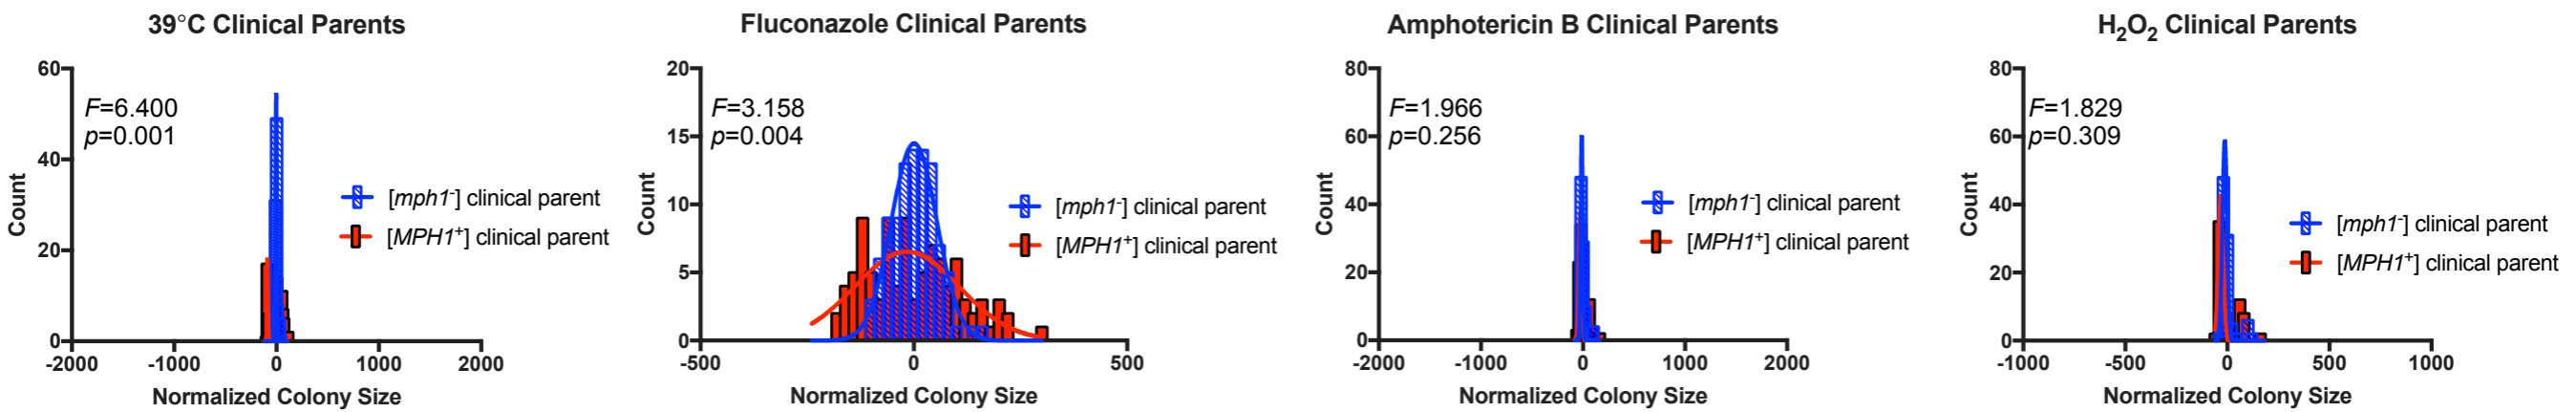 39°C Clinical Parents
60
40
20
0
Count
F=6.400
p=0.001
[mph1-] clinical parent
[MPH1+] clinical parent
-2000 -1000 0 1000 2000
Normalized Colony Size
Fluconazole Clinical Parents
20
15
10
5
0
Count
F=3.158
p=0.004
[mph1-] clinical parent
[MPH1+] clinical parent
-500 0 500
Normalized Colony Size
Amphotericin B Clinical Parents
80
60
40
20
0
Count
F=1.966
p=0.256
[mph1-] clinical parent
[MPH1+] clinical parent
-2000 -1000 0 1000 2000
Normalized Colony Size
H2O2 Clinical Parents
80
60
40
20
0
Count
F=1.829
p=0.309
[mph1-] clinical parent
[MPH1+] clinical parent
-1000 -500 0 500 1000
Normalized Colony Size